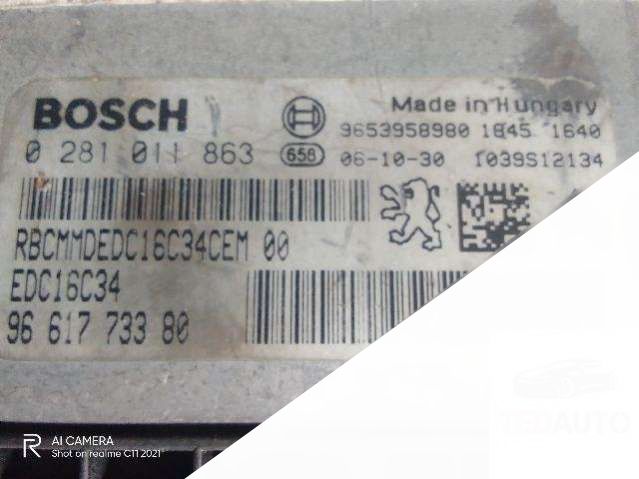 BOSCH
Made in Hungary
9653958980 1845 1640
0 281 011 863 658 06-10-30 1039S12134
RBCMMDEDC16C34CEM 00
EDC16C34
96 617 733 80
TEDAUTO
R AI CAMERA
Shot on realme C11 2021